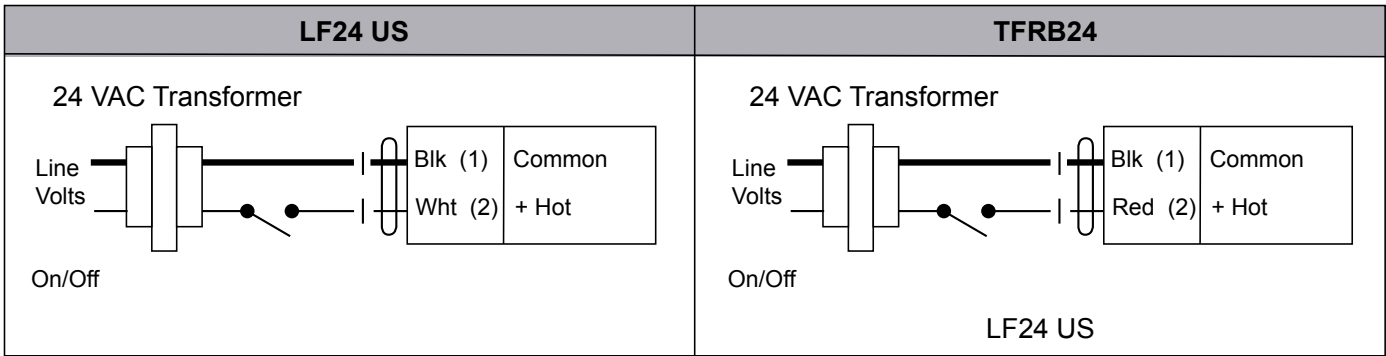 LF24 US
24 VAC Transformer
Line
Volts
Blk (1) Common
Wht (2) + Hot
On/Off
TFRB24
24 VAC Transformer
Line
Volts
Blk (1) Common
Red (2) + Hot
On/Off
LF24 US